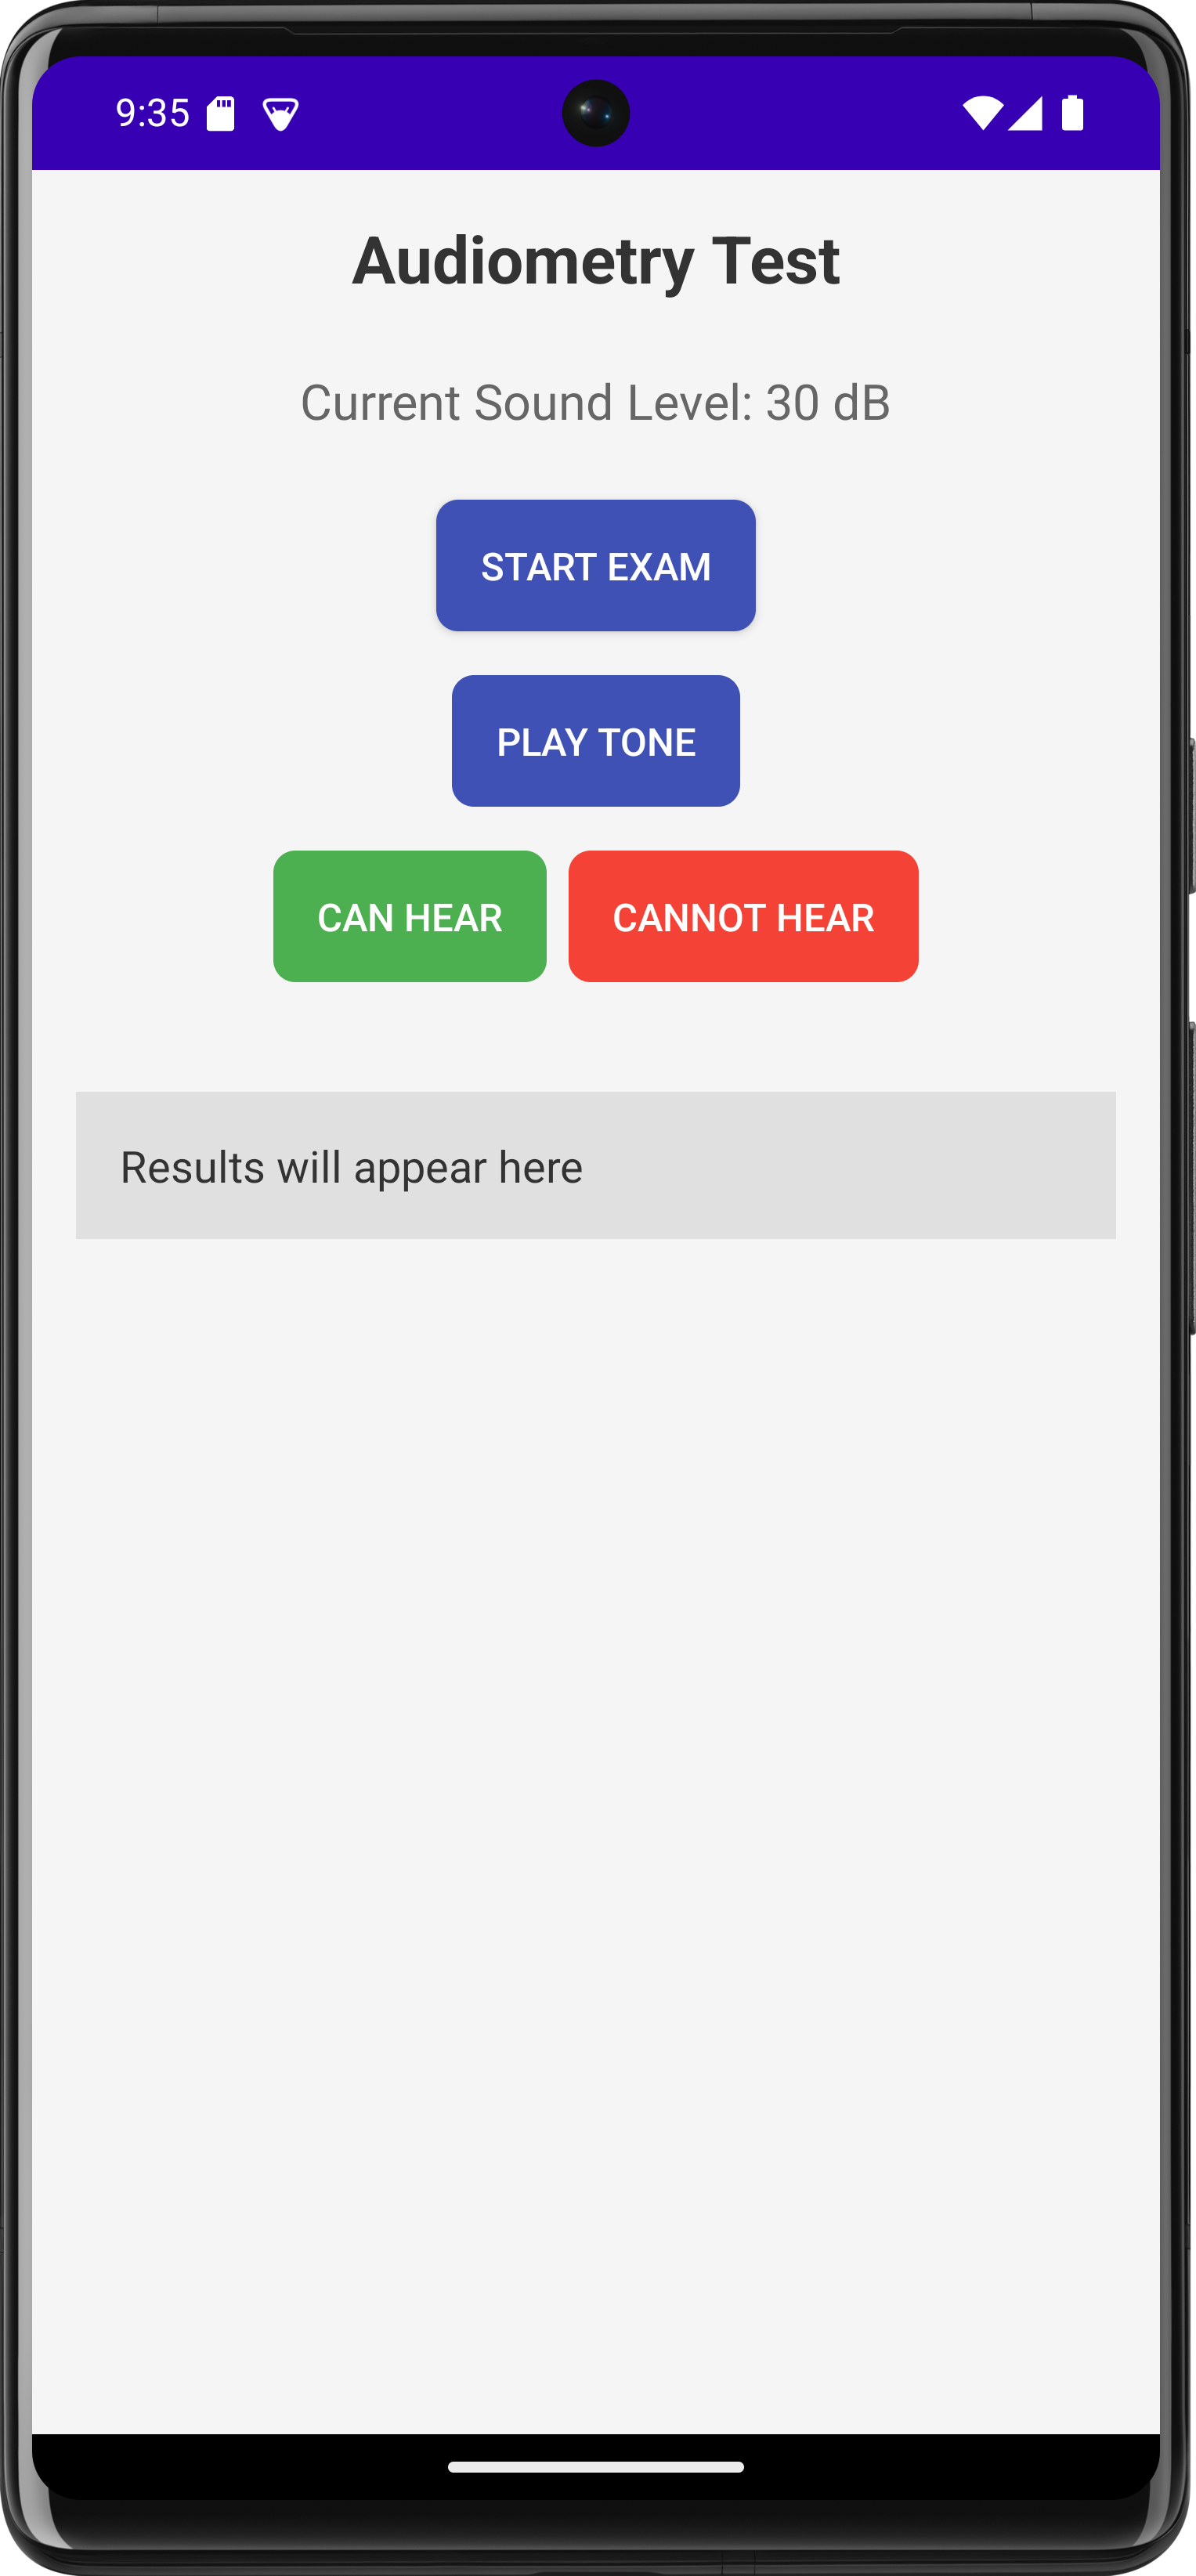 9:35
Audiometry Test
Current Sound Level: 30 dB
START EXAM
PLAY TONE
CAN HEAR CANNOT HEAR
Results will appear here